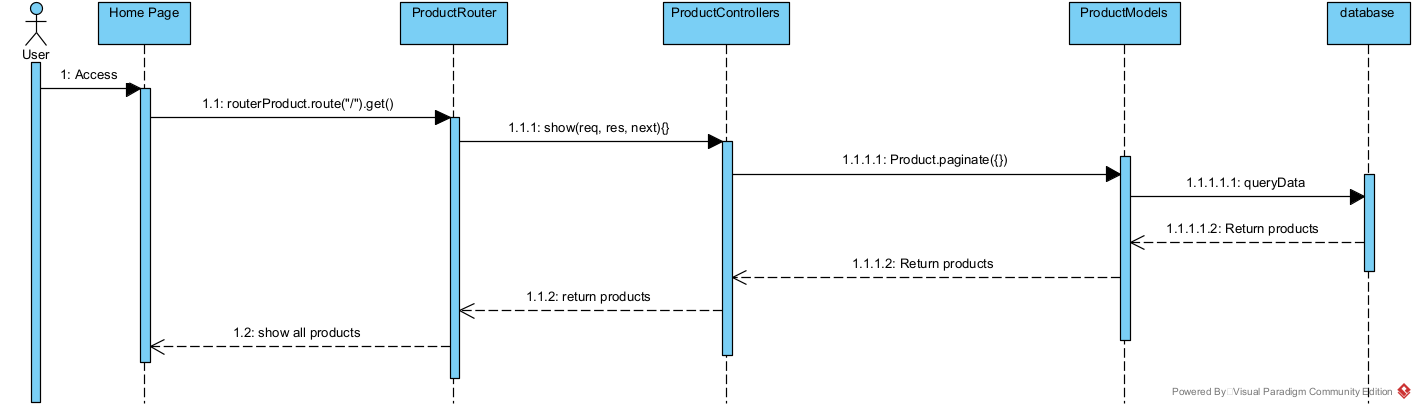 Home Page
ProductRouter
ProductControllers
ProductModels
database
User
1: Access
1.1: routerProduct.route("/").get()
1.1.1: show(req, res, next){}
1.1.1.1: Product.paginate({})
1.1.1.1.1: queryData
1.1.1.1.2: Return products
1.1.1.2: Return products
1.1.2: return products
1.2: show all products
Powered By Visual Paradigm Community Edition